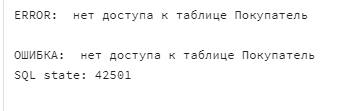 ERROR:  нет доступа к таблице Покупатель
ОШИБКА:  нет доступа к таблице Покупатель
SQL state: 42501